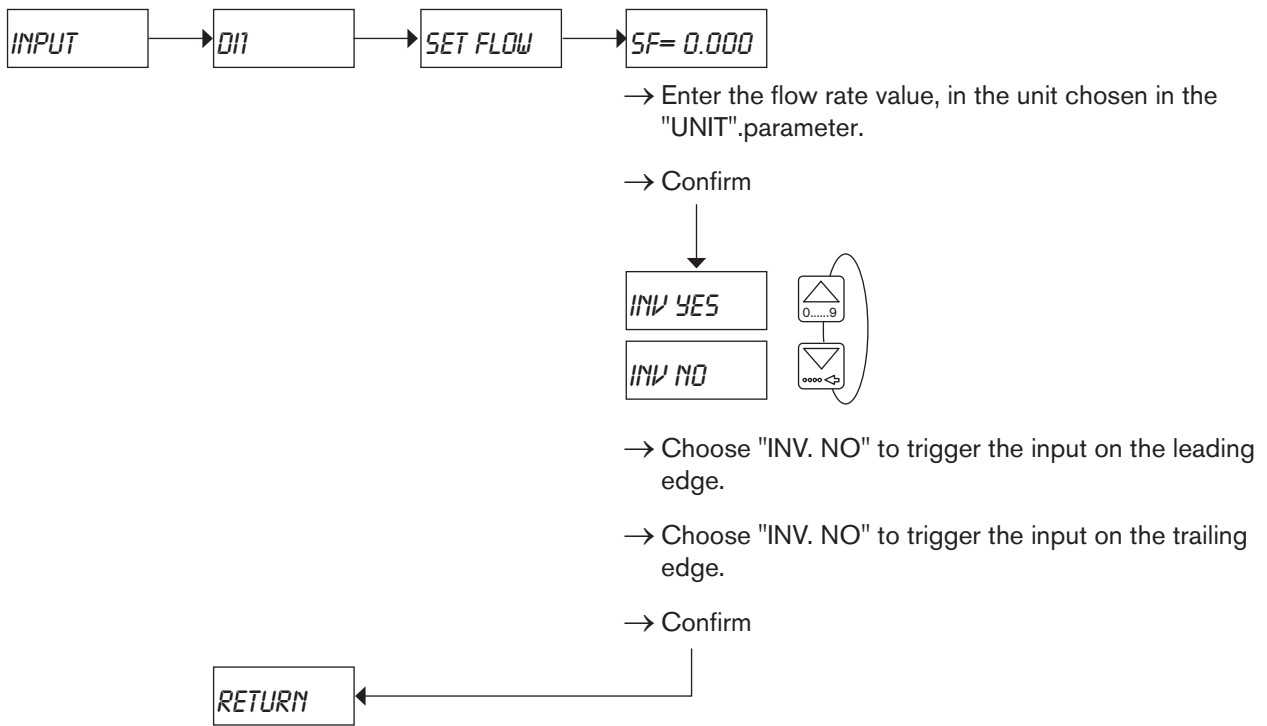 INPUT
DI1
SET FLOW
SF= 0.000
→ Enter the flow rate value, in the unit chosen in the
"UNIT".parameter.
→ Confirm
INV YES
0......9
INV NO
→ Choose "INV. NO" to trigger the input on the leading
edge.
→ Choose "INV. NO" to trigger the input on the trailing
edge.
→ Confirm
RETURN